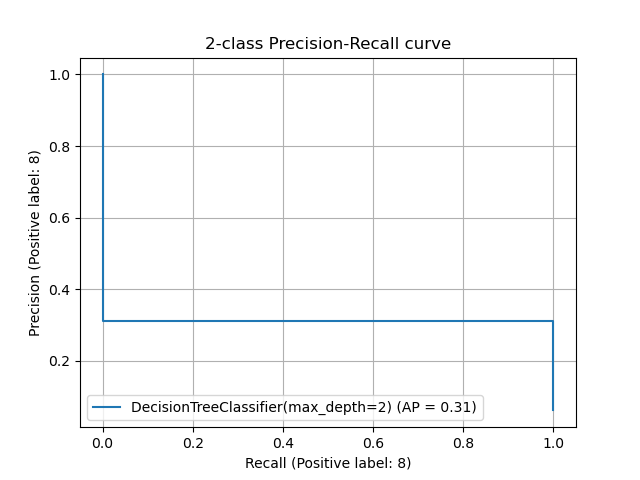 2-class Precision-Recall curve
Precision (Positive label: 8)
1.0
0.8
0.6
0.4
0.2
DecisionTreeClassifier(max_depth=2) (AP = 0.31)
0.0 0.2 0.4 0.6 0.8 1.0
Recall (Positive label: 8)